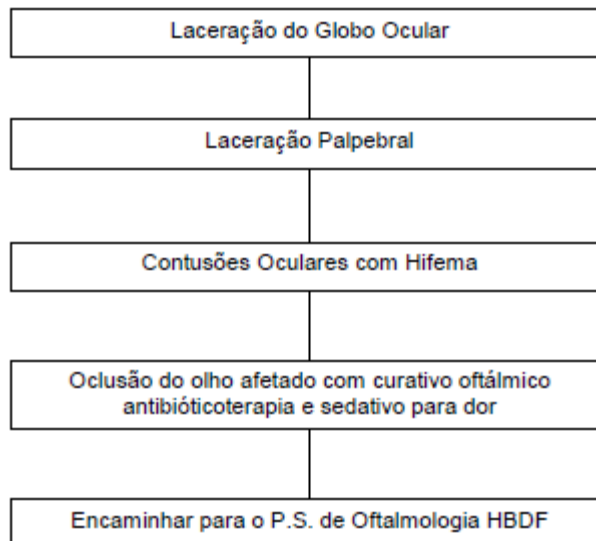 Laceração do Globo Ocular
Laceração Palpebral
Contusões Oculares com Hifema
Oclusão do olho afetado com curativo oftálmico
antibióticoterapia e sedativo para dor
Encaminhar para o P.S. de Oftalmologia HBDF